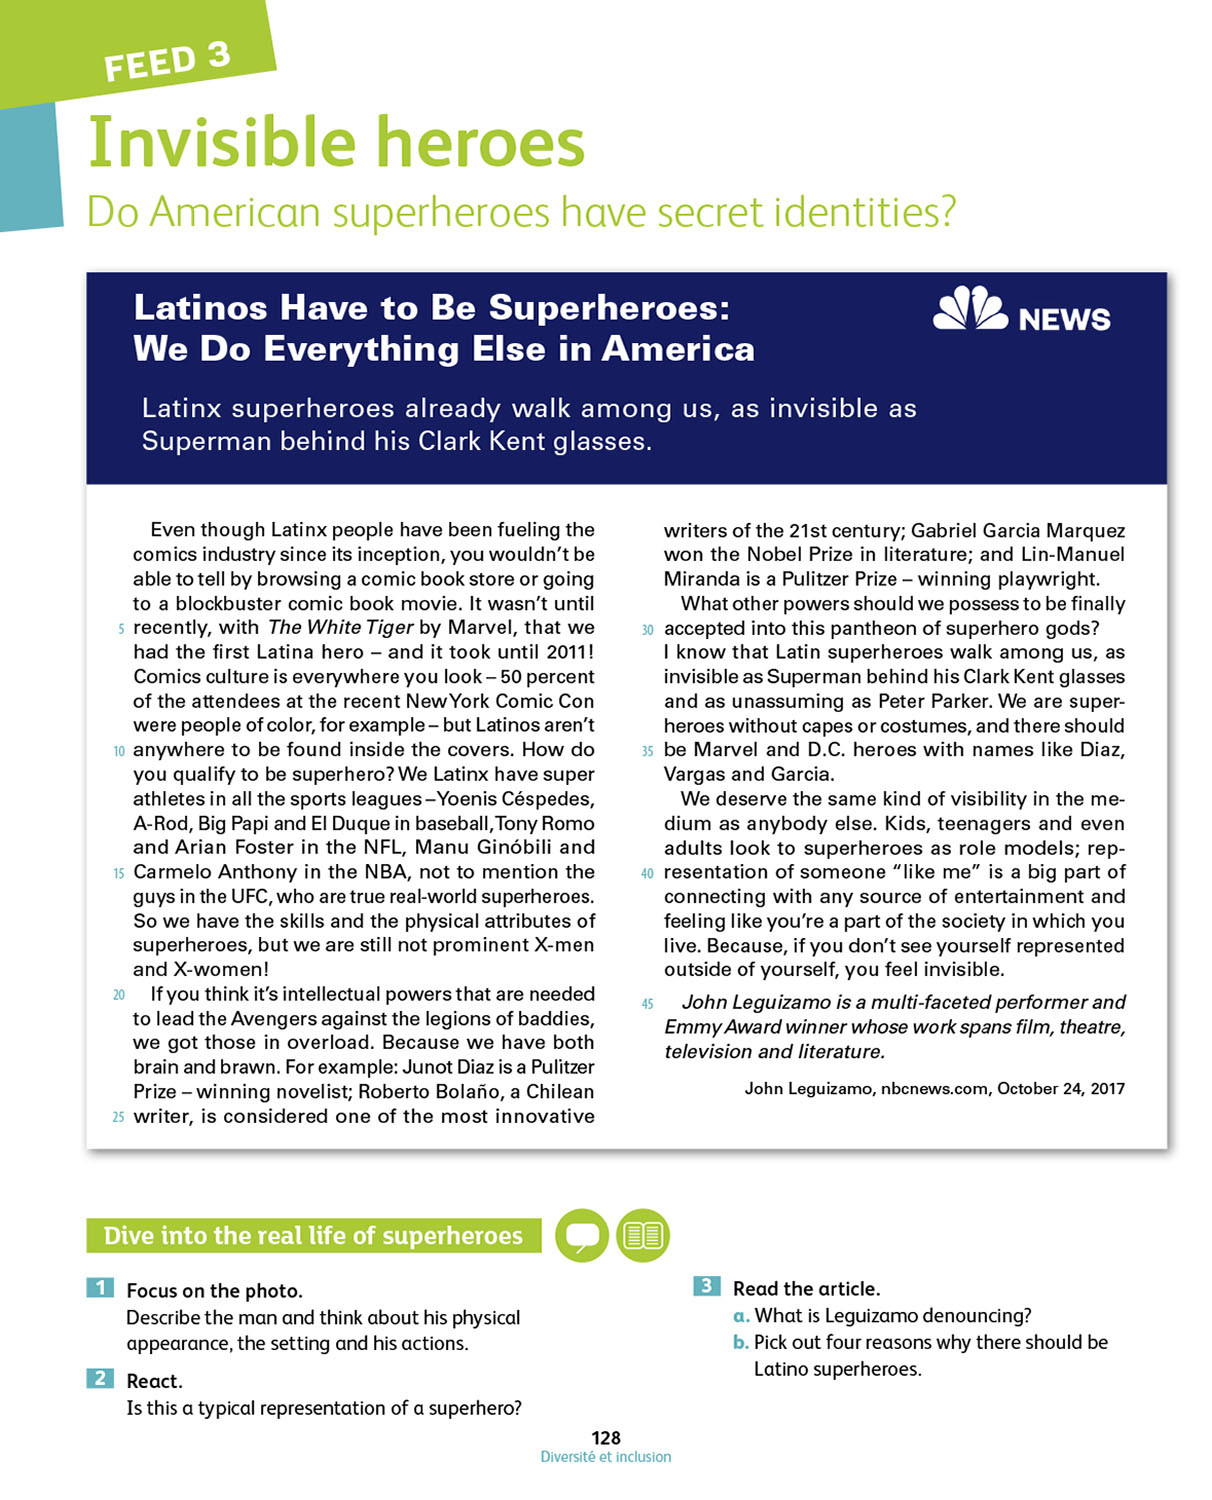 FEED 3
Invisible heroes
Do American superheroes have secret identities?
Latinos Have to Be Superheroes:
We Do Everything Else in America
NEWS
Latinx superheroes already walk among us, as invisible as
Superman behind his Clark Kent glasses.
Even though Latinx people have been fueling the
comics industry since its inception, you wouldn't be
able to tell by browsing a comic book store or going
to a blockbuster comic book movie. It wasn't until
5 recently, with The White Tiger by Marvel, that we
had the first Latina hero – and it took until 2011!
Comics culture is everywhere you look – 50 percent
of the attendees at the recent New York Comic Con
were people of color, for example – but Latinos aren't
10 anywhere to be found inside the covers. How do
you qualify to be superhero? We Latinx have super
athletes in all the sports leagues – Yoenis Céspedes,
A-Rod, Big Papi and El Duque in baseball, Tony Romo
and Arian Foster in the NFL, Manu Ginóbili and
15 Carmelo Anthony in the NBA, not to mention the
guys in the UFC, who are true real-world superheroes.
So we have the skills and the physical attributes of
superheroes, but we are still not prominent X-men
and X-women!
20 If you think it's intellectual powers that are needed
to lead the Avengers against the legions of baddies,
we got those in overload. Because we have both
brain and brawn. For example: Junot Diaz is a Pulitzer
Prize – winning novelist; Roberto Bolaño, a Chilean
25 writer, is considered one of the most innovative
writers of the 21st century; Gabriel Garcia Marquez
won the Nobel Prize in literature; and Lin-Manuel
Miranda is a Pulitzer Prize – winning playwright.
What other powers should we possess to be finally
30 accepted into this pantheon of superhero gods?
I know that Latin superheroes walk among us, as
invisible as Superman behind his Clark Kent glasses
and as unassuming as Peter Parker. We are super-
heroes without capes or costumes, and there should
35 be Marvel and D.C. heroes with names like Diaz,
Vargas and Garcia.
We deserve the same kind of visibility in the me-
dium as anybody else. Kids, teenagers and even
adults look to superheroes as role models; rep-
40 resentation of someone "like me" is a big part of
connecting with any source of entertainment and
feeling like you're a part of the society in which you
live. Because, if you don't see yourself represented
outside of yourself, you feel invisible.
45 John Leguizamo is a multi-faceted performer and
Emmy Award winner whose work spans film, theatre,
television and literature.
John Leguizamo, nbcnews.com, October 24, 2017
Dive into the real life of superheroes
1 Focus on the photo.
Describe the man and think about his physical
appearance, the setting and his actions.
2 React.
Is this a typical representation of a superhero?
3 Read the article.
a. What is Leguizamo denouncing?
b. Pick out four reasons why there should be
Latino superheroes.
128
Diversité et inclusion